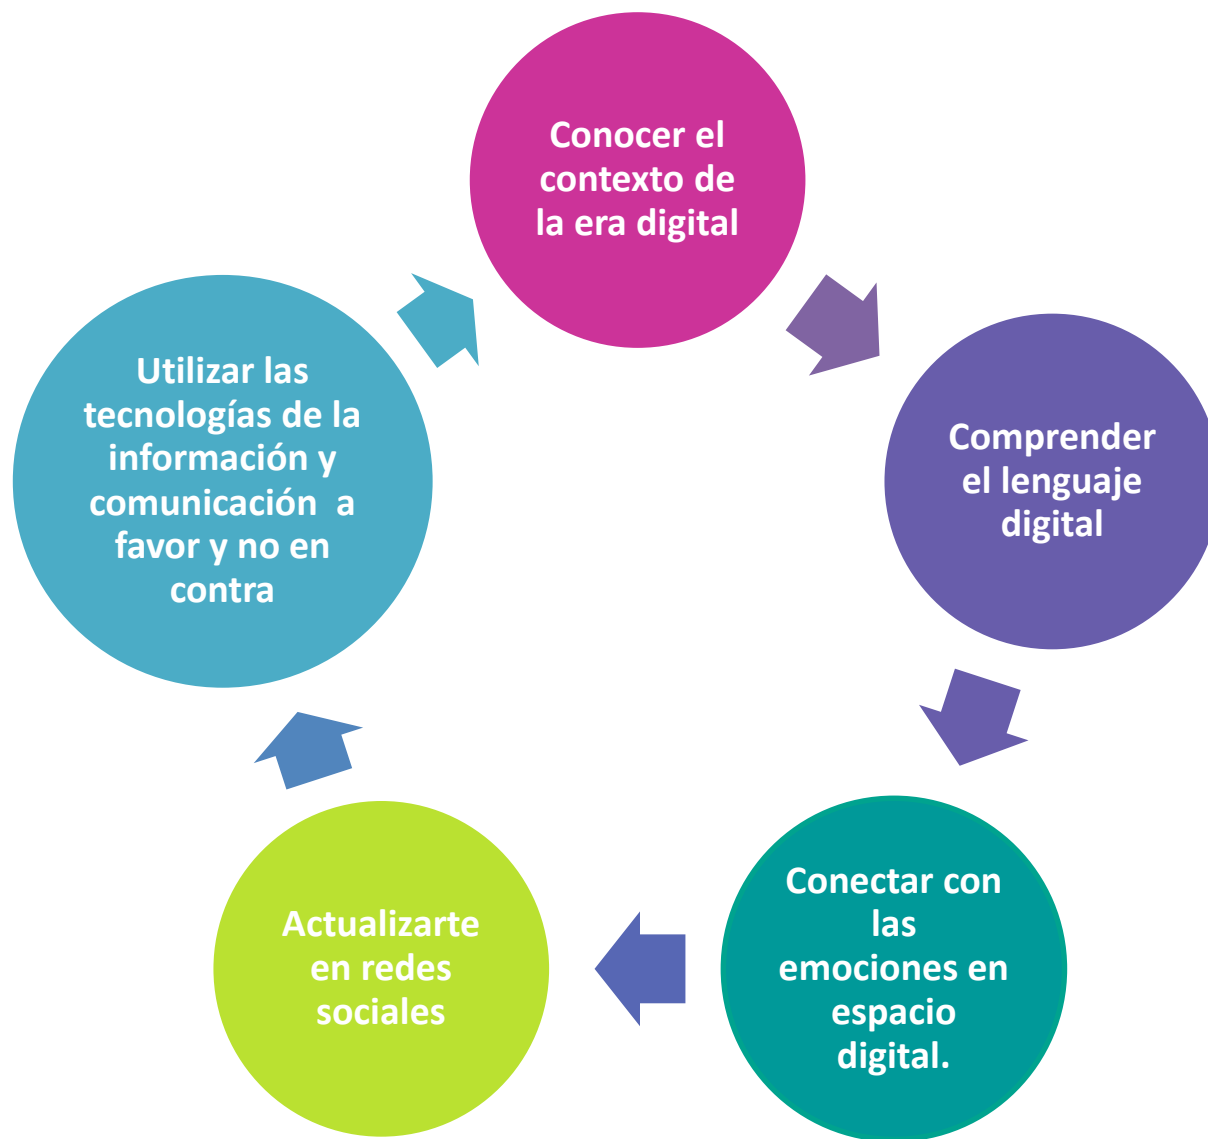 Conocer el
contexto de
la era digital
Comprender
el lenguaje
digital
Conectar con
las
emociones en
espacio
digital.
Actualizarte
en redes
sociales
Utilizar las
tecnologías de la
información y
comunicación  a
favor y no en
contra